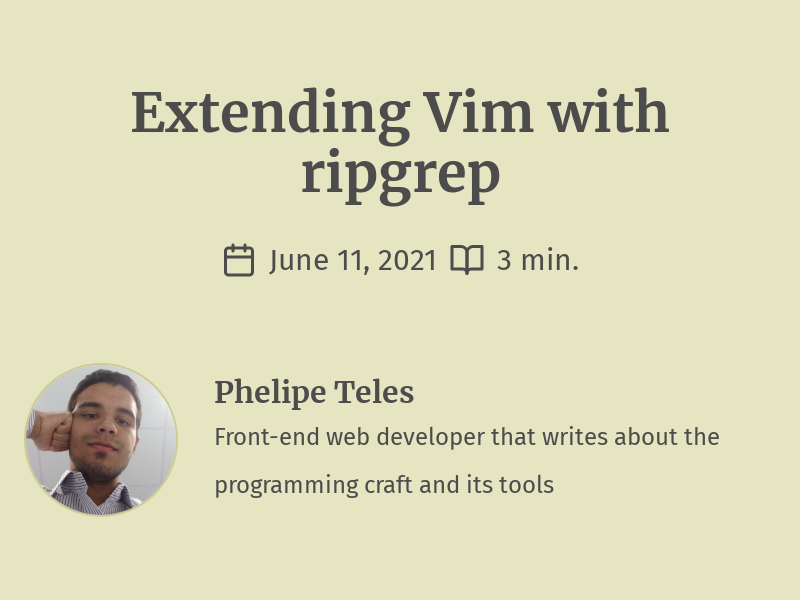 Extending Vim with
ripgrep
June 11, 2021 3 min.
Phelipe Teles
Front-end web developer that writes about the
programming craft and its tools